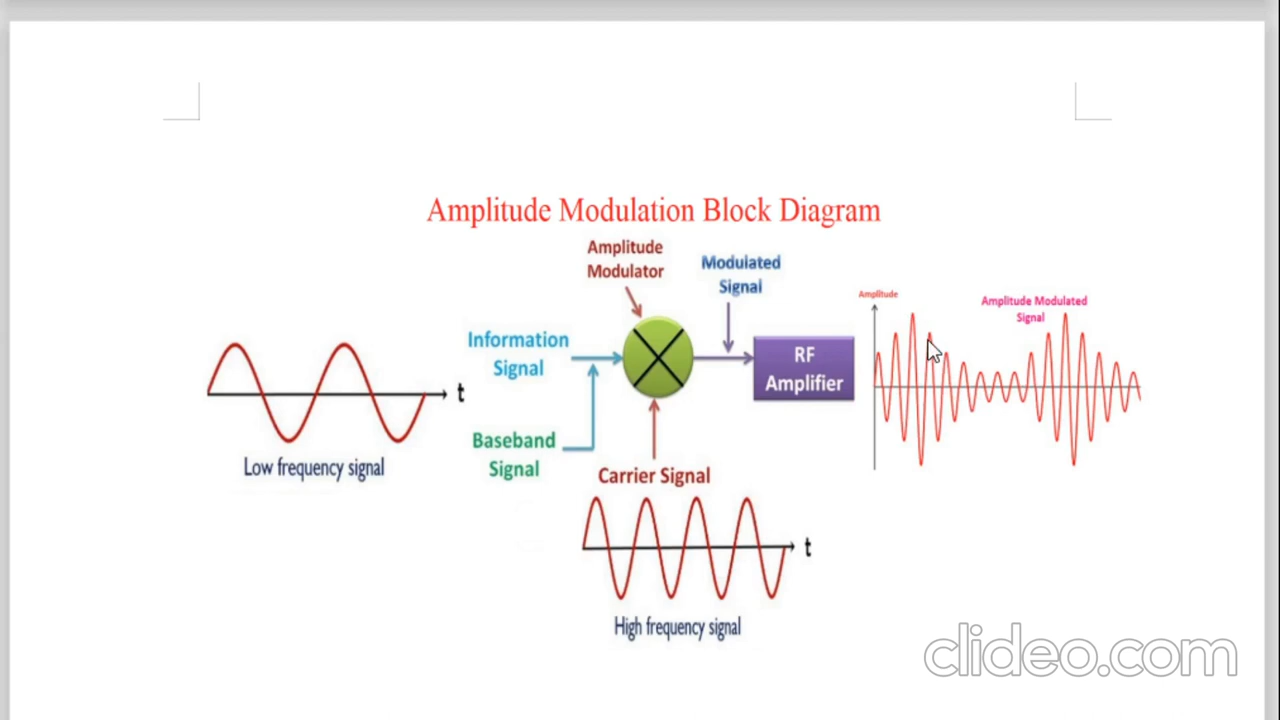 Amplitude Modulation Block Diagram
Amplitude
Modulator
Modulated
Signal
Information
Signal
Baseband
Signal
RF
Amplifier
Amplitude
Amplitude Modulated
Signal
t
Low frequency signal
Carrier Signal
t
High frequency signal
clideo.com